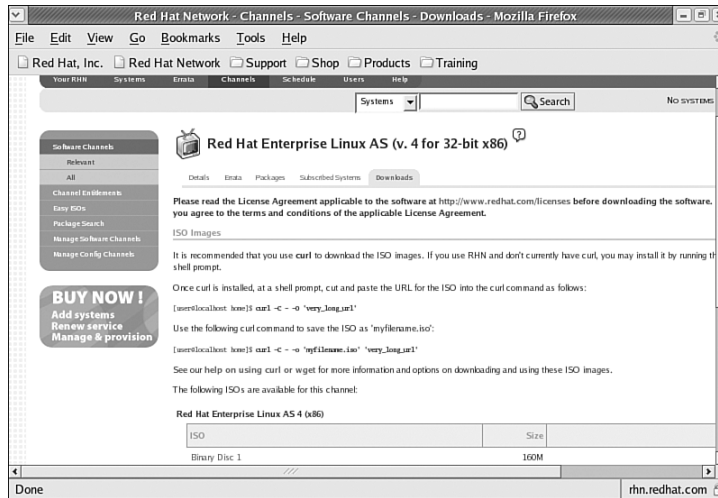 Red Hat Network - Channels - Software Channels - Downloads - Mozilla Firefox
File Edit View Go Bookmarks Tools Help
Red Hat, Inc. Red Hat Network Support Shop Products Training
Your RHN Systems Errata Channels Schedule Users Help
Systems Search No SYSTEMS
Software Channels
Relevant
All
Channel Entitlements
Easy ISOs
Package Search
Manage Software Channels
Manage Config Channels
BUY NOW!
Add systems
Renew service
Manage & provision
Red Hat Enterprise Linux AS (v. 4 for 32-bit x86) ?
Details Errata Packages Subscribed Systems Downloads
Please read the License Agreement applicable to the software at http://www.redhat.com/licenses before downloading the software.
you agree to the terms and conditions of the applicable License Agreement.
ISO Images
It is recommended that you use curl to download the ISO images. If you use RHN and don't currently have curl, you may install it by running th
shell prompt.
Once curl is installed, at a shell prompt, cut and paste the URL for the ISO into the curl command as follows:
[user@localhost home]$ curl -C - -O 'very_long_url'
Use the following curl command to save the ISO as 'myfilename.iso':
[user@localhost home]$ curl -C - -o 'myfilename.iso' 'very_long_url'
See our help on using curl or wget for more information and options on downloading and using these ISO images.
The following ISOs are available for this channel:
Red Hat Enterprise Linux AS 4 (x86)
ISO Size
Binary Disc 1 160M
Done rhn.redhat.com